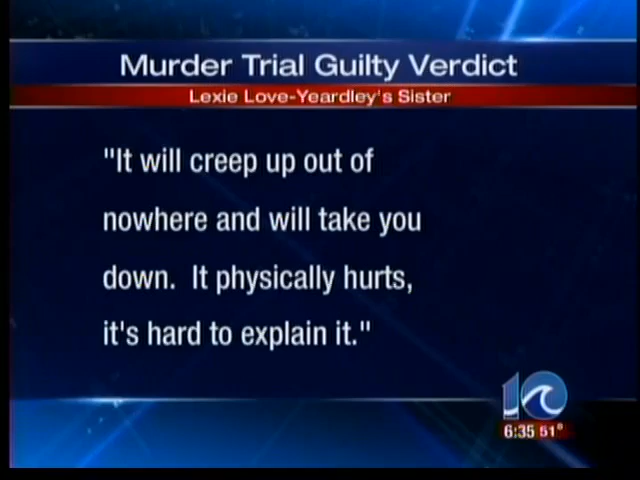 Murder Trial Guilty Verdict
Lexie Love-Yeardley's Sister
"It will creep up out of
nowhere and will take you
down.  It physically hurts,
it's hard to explain it."
10
6:35 51°